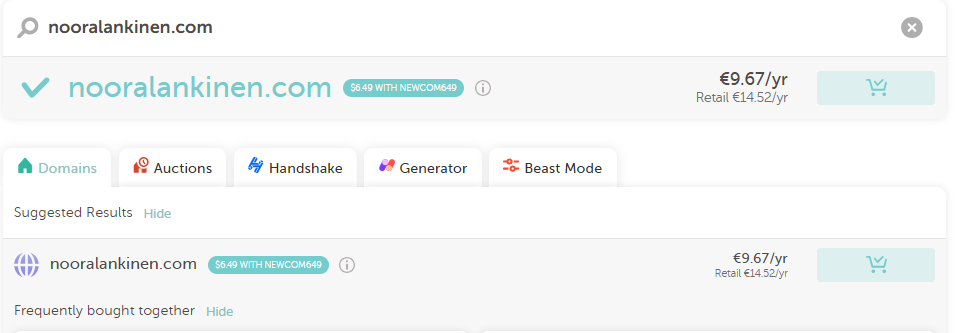 nooralankinen.com
nooralankinen.com $6.49 WITH NEWCOM649 €9.67/yr
Retail €14.52/yr
Domains Auctions Handshake Generator Beast Mode
Suggested Results Hide
nooralankinen.com $6.49 WITH NEWCOM649 €9.67/yr
Retail €14.52/yr
Frequently bought together Hide